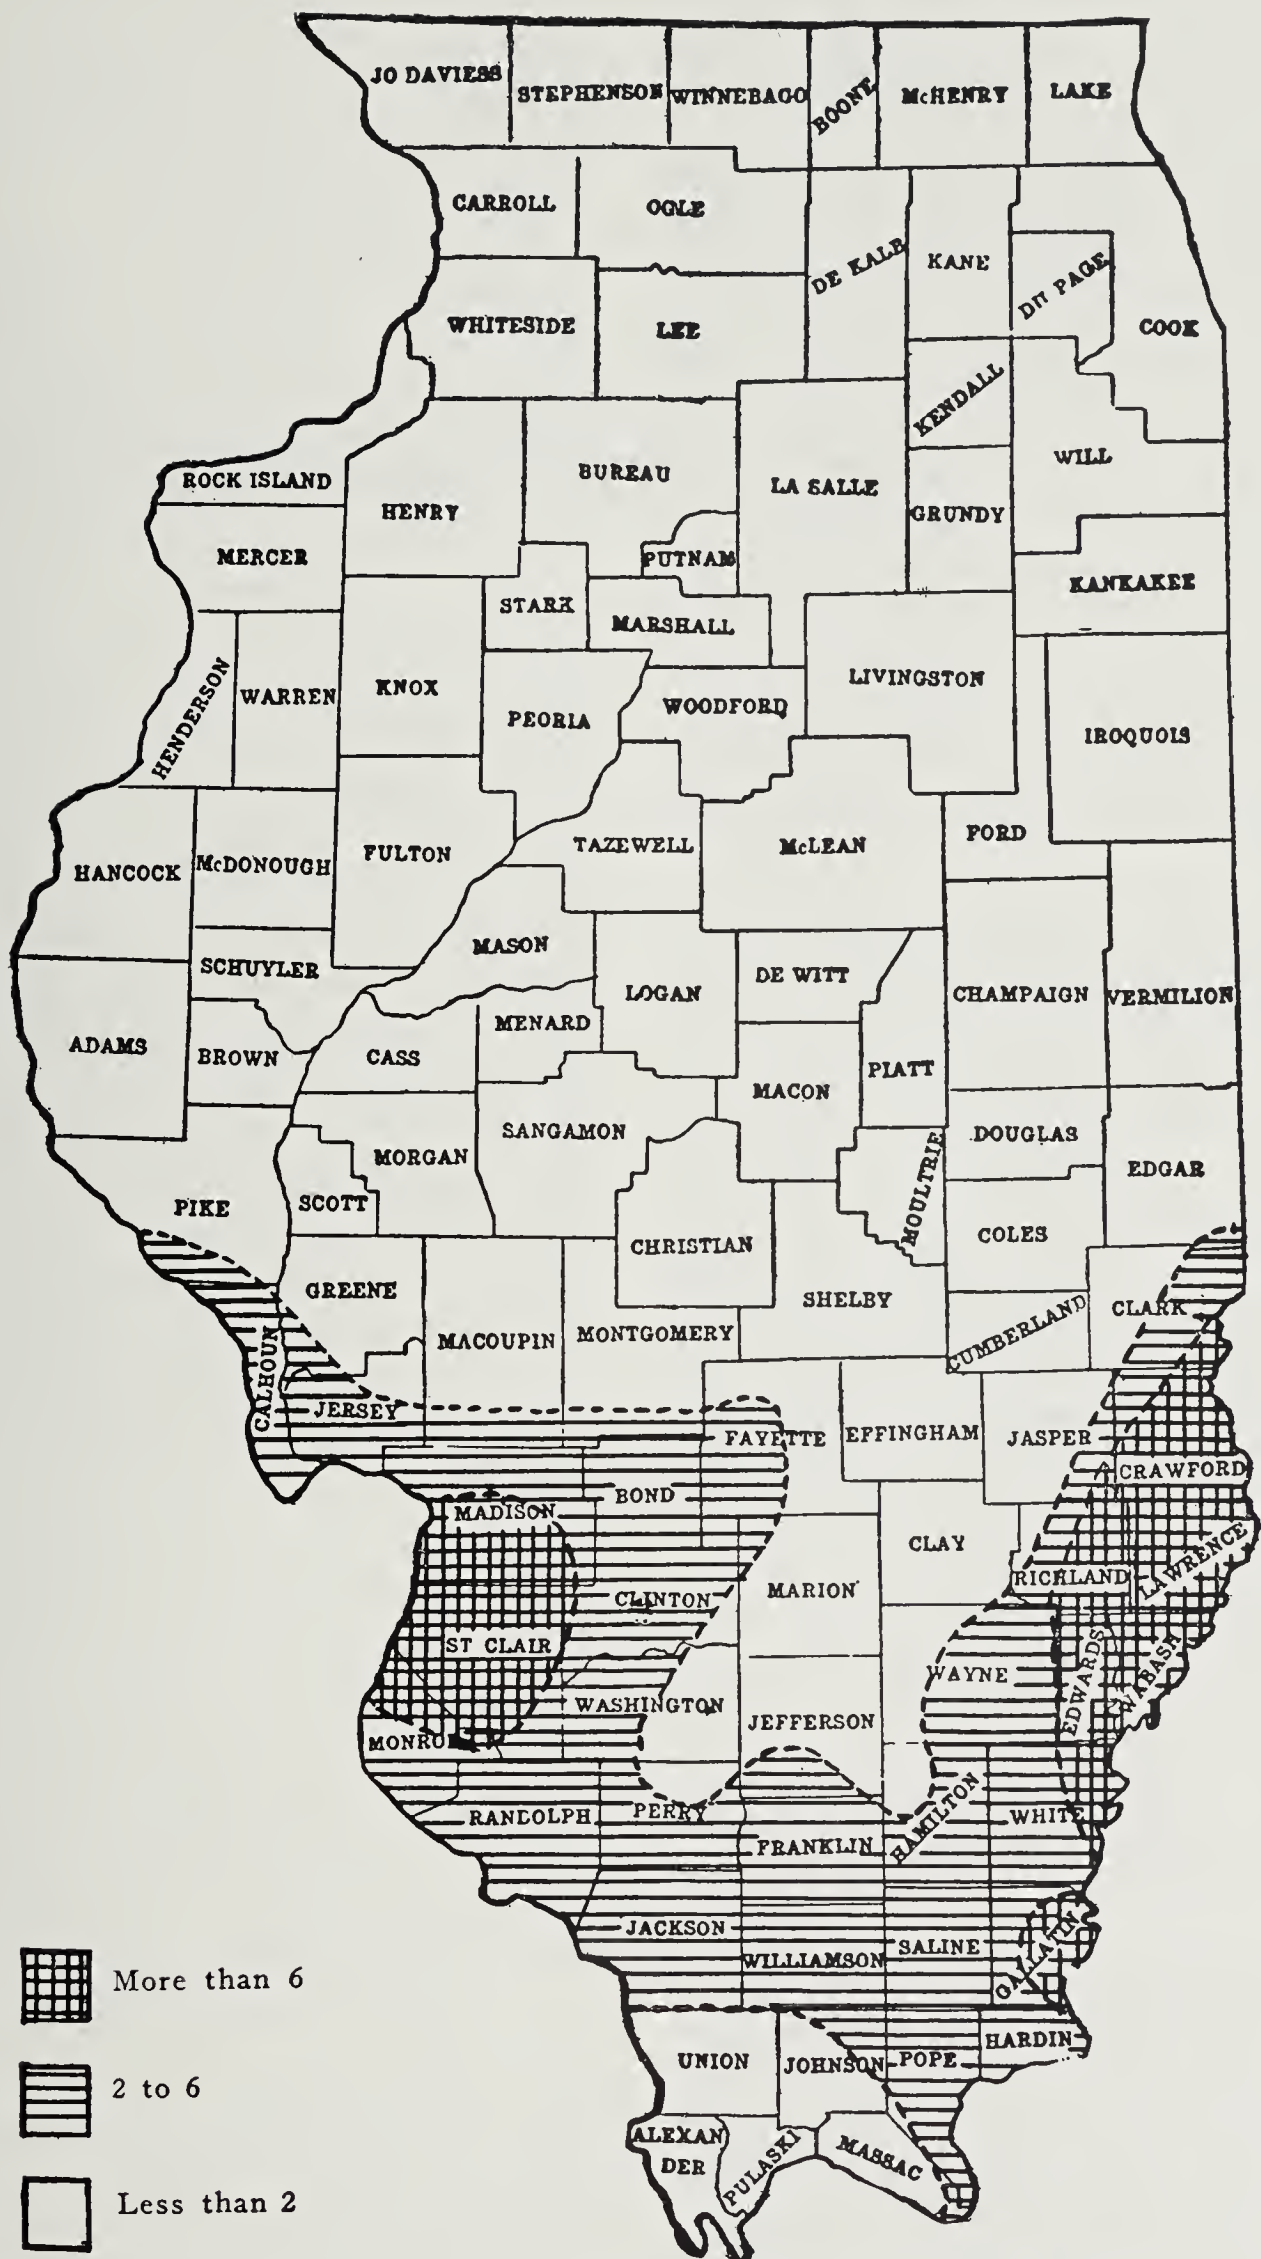 JO DAVIESS
STEPHENSON
WINNEBAGO
BOONE
McHENRY
LAKE
CARROLL
OGLE
DE KALB
KANE
DU PAGE
COOK
WHITESIDE
LEE
KENDALL
ROCK ISLAND
HENRY
BUREAU
LA SALLE
GRUNDY
WILL
MERCER
PUTNAM
KANKAKEE
STARK
MARSHALL
HENDERSON
WARREN
KNOX
PEORIA
WOODFORD
LIVINGSTON
IROQUOIS
HANCOCK
McDONOUGH
FULTON
TAZEWELL
McLEAN
FORD
SCHUYLER
MASON
LOGAN
DE WITT
CHAMPAIGN
VERMILION
ADAMS
BROWN
CASS
MENARD
MACON
PIATT
SANGAMON
DOUGLAS
EDGAR
MORGAN
MOULTRIE
PIKE
SCOTT
CHRISTIAN
COLES
GREENE
SHELBY
CLARK
MACOUPIN
MONTGOMERY
CUMBERLAND
CALHOUN
JERSEY
FAYETTE
EFFINGHAM
JASPER
CRAWFORD
BOND
MADISON
CLAY
LAWRENCE
RICHLAND
CLINTON
MARION
ST CLAIR
WAYNE
EDWARDS
WABASH
WASHINGTON
JEFFERSON
MONRO
RANDOLPH
PERRY
HAMILTON
WHITE
FRANKLIN
JACKSON
WILLIAMSON
SALINE
GALLATIN
UNION
JOHNSON
POPE
HARDIN
ALEXAN
DER
PULASKI
MASSAC
More than 6
2 to 6
Less than 2